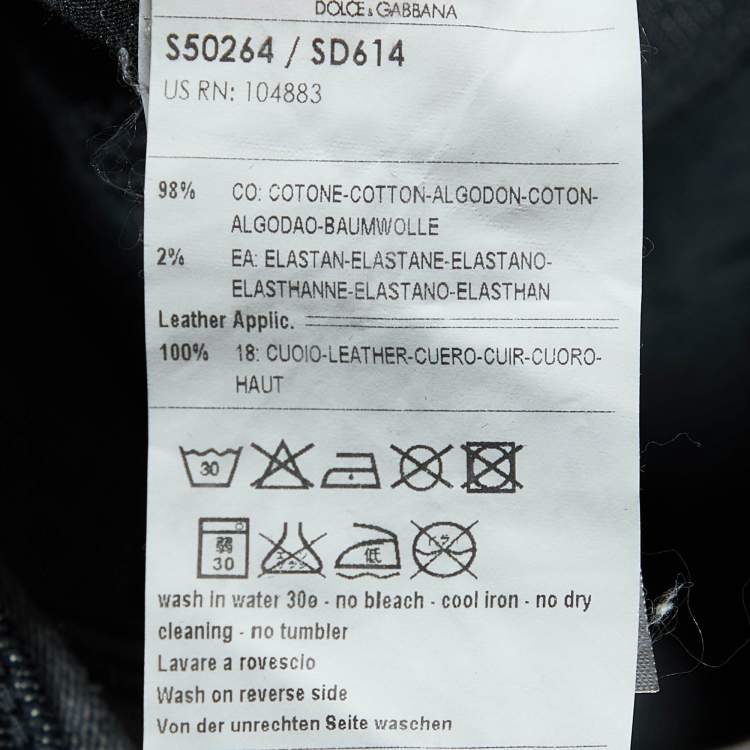 DOLCE & GABBANA
S50264 / SD614
US RN: 104883
98% CO: COTONE-COTTON-ALGODON-COTON-
ALGODAO-BAUMWOLLE
2% EA: ELASTAN-ELASTANE-ELASTANO-
ELASTHANNE-ELASTANO-ELASTHAN
Leather Applic.
100% 18: CUOIO-LEATHER-CUERO-CUIR-CUORO-
HAUT
30
弱 30 低
wash in water 30e - no bleach - cool iron - no dry
cleaning - no tumbler
Lavare a rovescio
Wash on reverse side
Von der unrechten Seite waschen